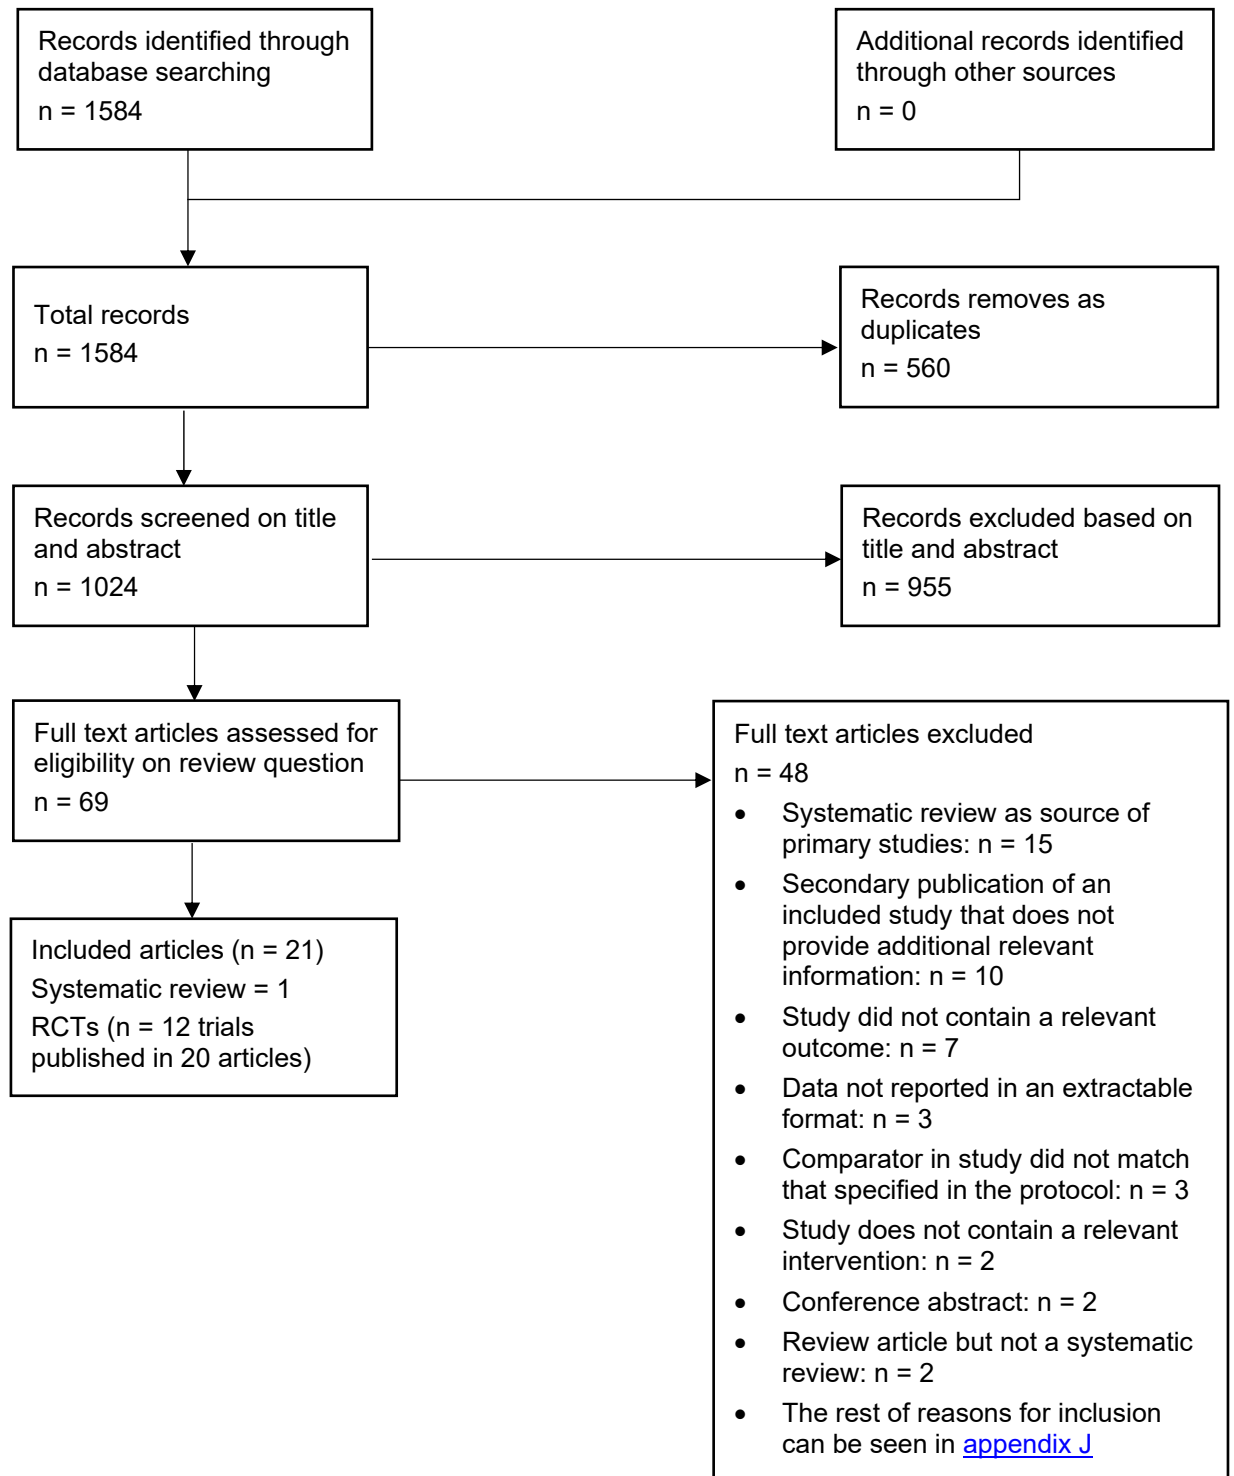 Records identified through
database searching
n = 1584
Additional records identified
through other sources
n = 0
Total records
n = 1584
Records removes as
duplicates
n = 560
Records screened on title
and abstract
n = 1024
Records excluded based on
title and abstract
n = 955
Full text articles assessed for
eligibility on review question
n = 69
Full text articles excluded
n = 48
• Systematic review as source of
primary studies: n = 15
• Secondary publication of an
included study that does not
provide additional relevant
information: n = 10
• Study did not contain a relevant
outcome: n = 7
• Data not reported in an extractable
format: n = 3
• Comparator in study did not match
that specified in the protocol: n = 3
• Study does not contain a relevant
intervention: n = 2
• Conference abstract: n = 2
• Review article but not a systematic
review: n = 2
• The rest of reasons for inclusion
can be seen in appendix J
Included articles (n = 21)
Systematic review = 1
RCTs (n = 12 trials
published in 20 articles)